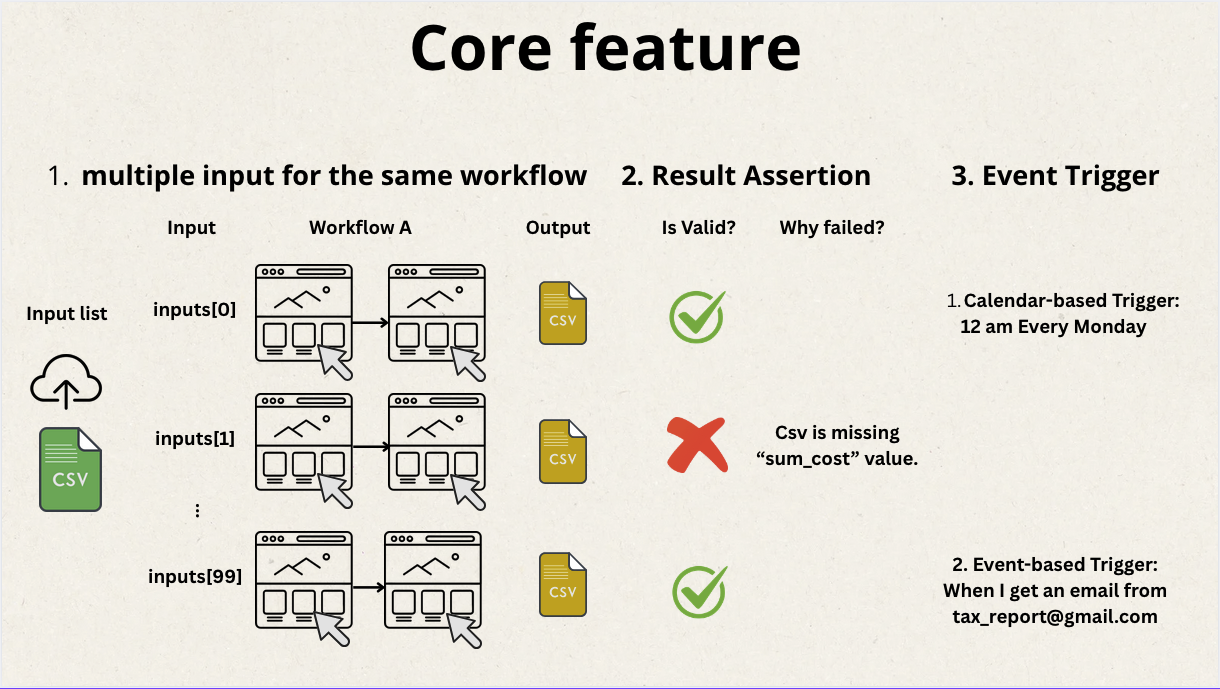 Core feature
1. multiple input for the same workflow
2. Result Assertion
3. Event Trigger
Input
Workflow A
Output
Is Valid?
Why failed?
Input list
CSV
inputs[0]
CSV
1. Calendar-based Trigger:
12 am Every Monday
inputs[1]
CSV
Csv is missing
“sum_cost” value.
⋮
inputs[99]
CSV
2. Event-based Trigger:
When I get an email from
tax_report@gmail.com